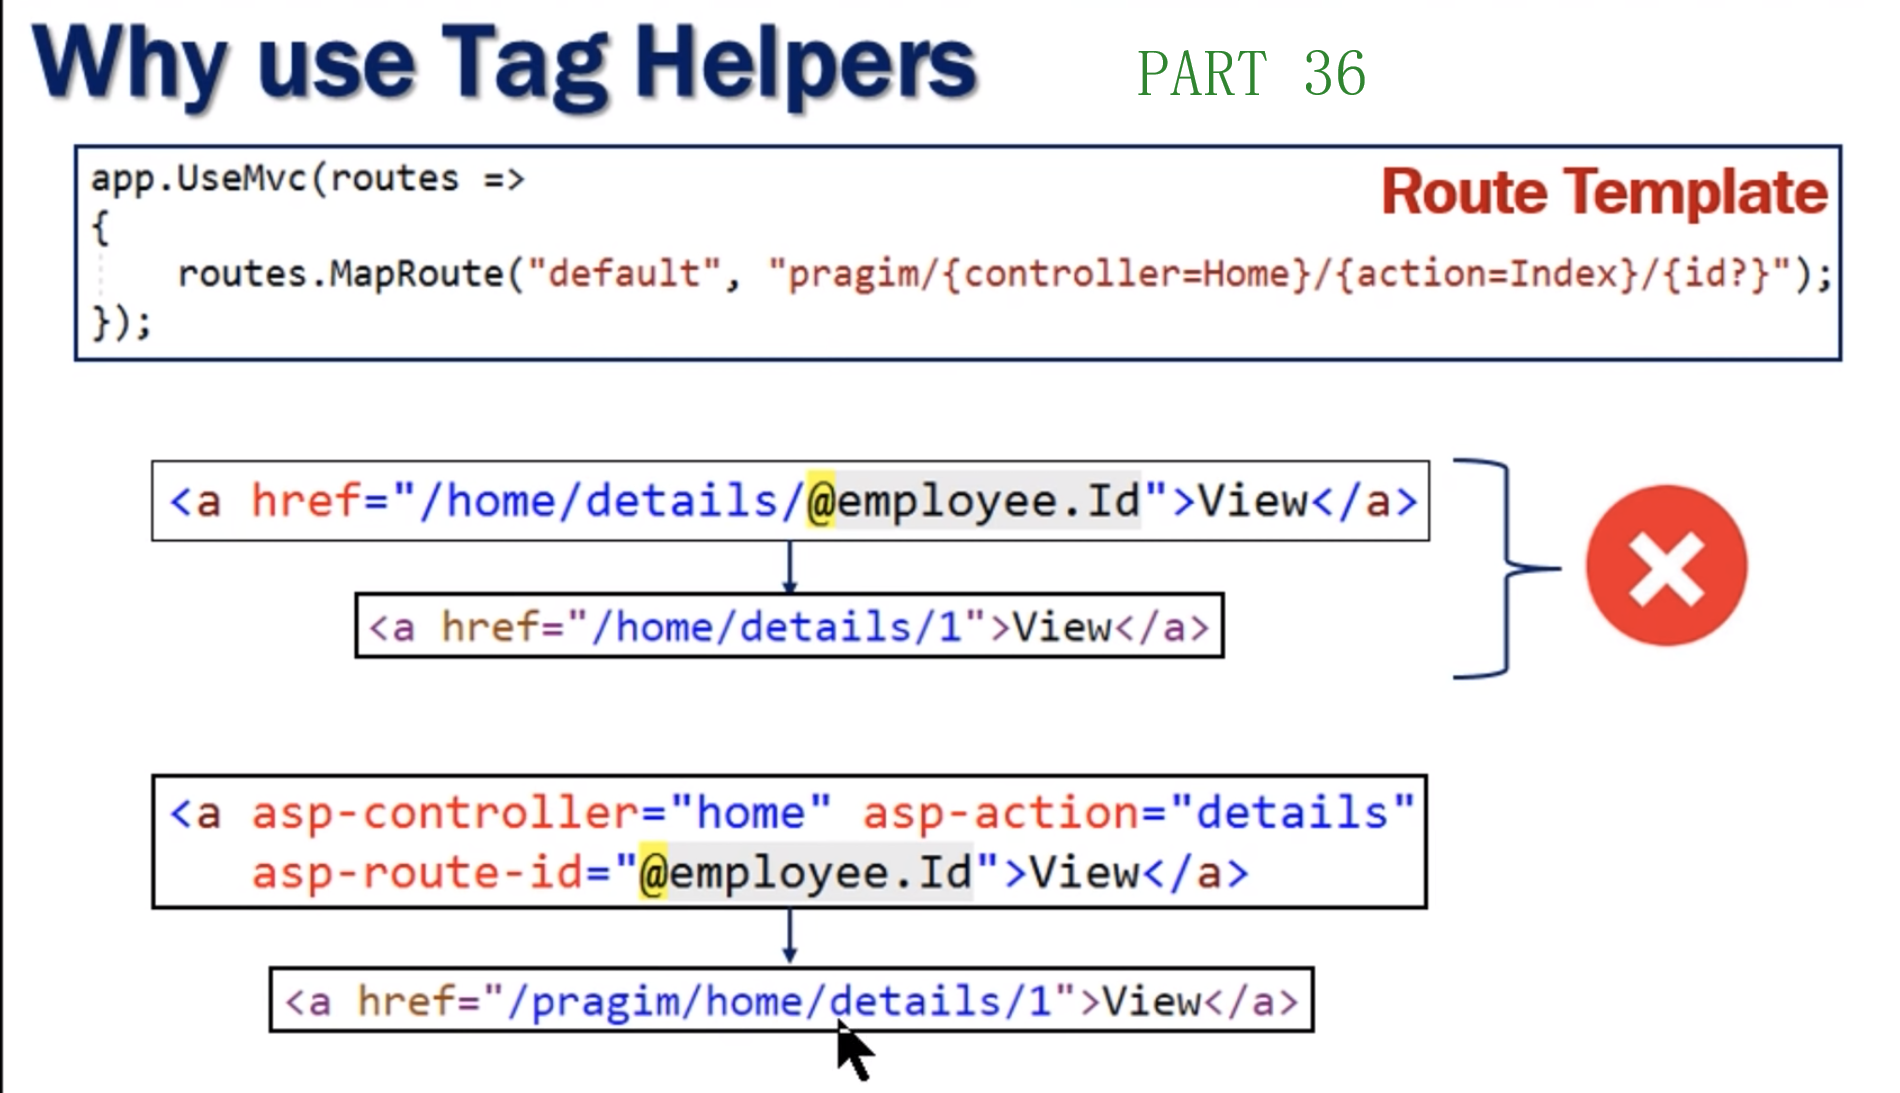 Why use Tag Helpers PART 36
app.UseMvc(routes =>
Route Template
{
    routes.MapRoute("default", "pragim/{controller=Home}/{action=Index}/{id?}");
});
<a href="/home/details/@employee.Id">View</a>
<a href="/home/details/1">View</a>
<a asp-controller="home" asp-action="details"
asp-route-id="@employee.Id">View</a>
<a href="/pragim/home/details/1">View</a>